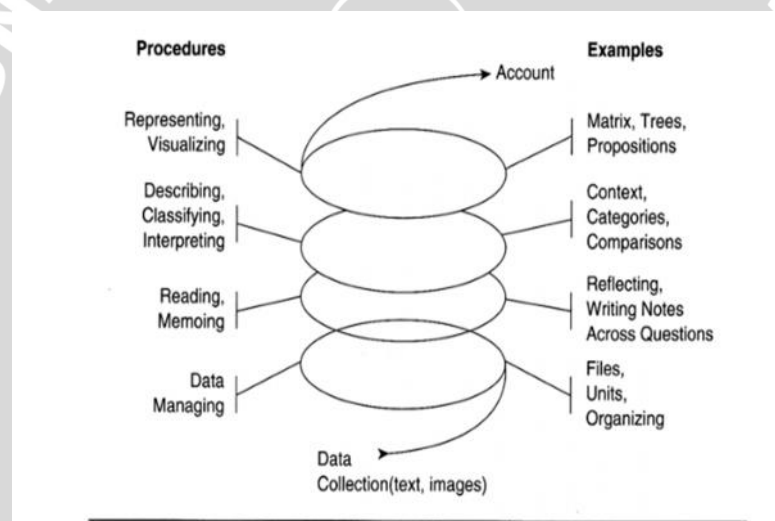 Procedures
Examples
Account
Representing,
Visualizing
Matrix, Trees,
Propositions
Describing,
Classifying,
Interpreting
Context,
Categories,
Comparisons
Reading,
Memoing
Reflecting,
Writing Notes
Across Questions
Data
Managing
Files,
Units,
Organizing
Data
Collection(text, images)